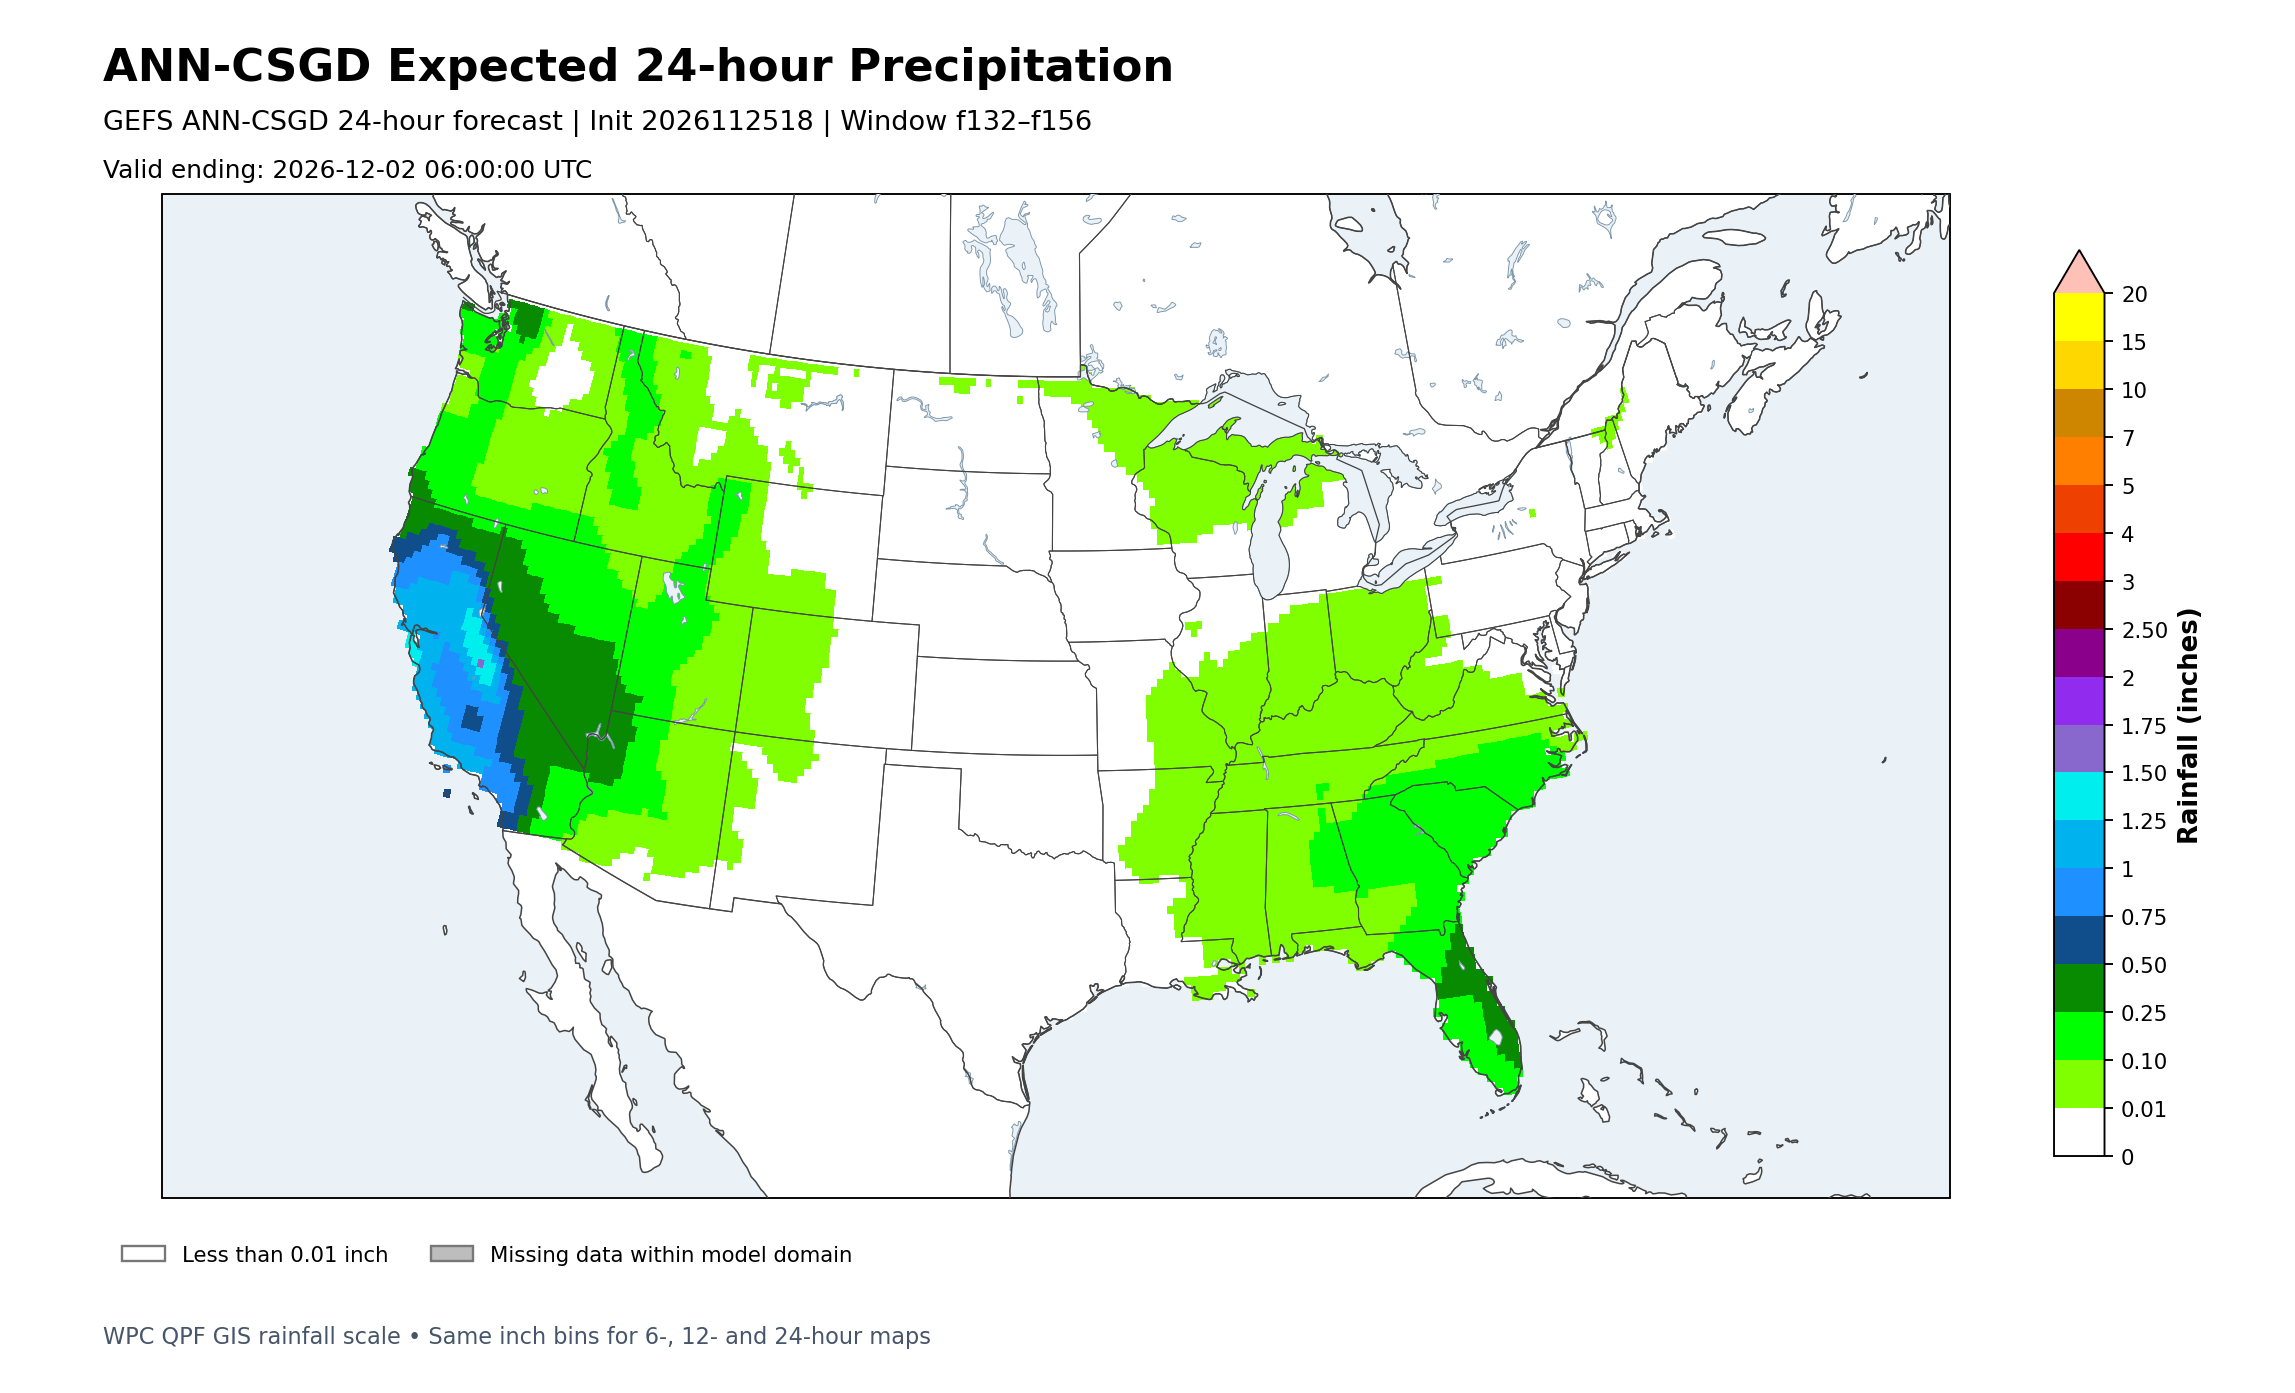 ANN-CSGD Expected 24-hour Precipitation
GEFS ANN-CSGD 24-hour forecast | Init 2026112518 | Window f132–f156
Valid ending: 2026-12-02 06:00:00 UTC
20
15
10
7
5
4
3
2.50
2
1.75
1.50
1.25
1
0.75
0.50
0.25
0.10
0.01
0
Rainfall (inches)
Less than 0.01 inch
Missing data within model domain
WPC QPF GIS rainfall scale • Same inch bins for 6-, 12- and 24-hour maps